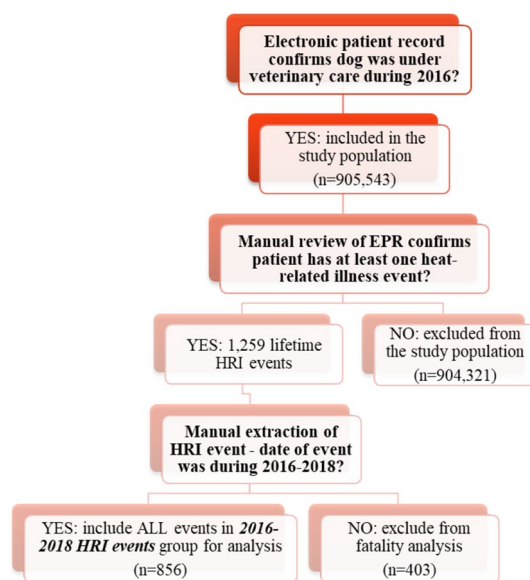 Electronic patient record
confirms dog was under
veterinary care during 2016?
YES: included in the
study population
(n=905,543)
Manual review of EPR confirms
patient has at least one heat-
related illness event?
YES: 1,259 lifetime
HRI events
NO: excluded from
the study population
(n=904,321)
Manual extraction of
HRI event - date of event
was during 2016-2018?
YES: include ALL events in 2016-
2018 HRI events group for analysis
(n=856)
NO: exclude from
fatality analysis
(n=403)